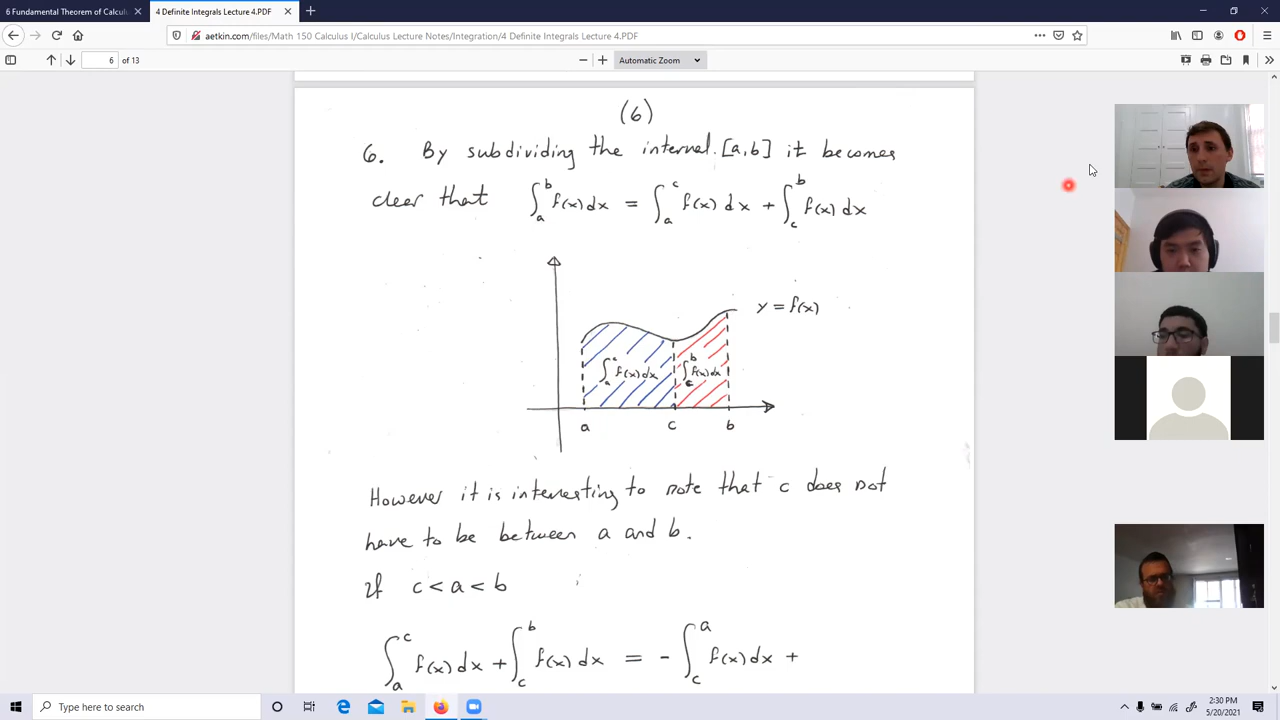 6 Fundamental Theorem of Calculus
4 Definite Integrals Lecture 4.PDF
aetkin.com/files/Math 150 Calculus I/Calculus Lecture Notes/Integration/4 Definite Integrals Lecture 4.PDF
6 of 13
Automatic Zoom
(6)
6. By subdividing the interval [a,b] it becomes
clear that ∫_a^b f(x)dx = ∫_a^c f(x) dx + ∫_c^b f(x) dx
y = f(x)
∫_a^c f(x)dx ∫_c^b f(x)dx
a c b
However it is interesting to note that c does not
have to be between a and b.
If c < a < b
∫_a^c f(x)dx + ∫_c^b f(x) dx = - ∫_c^a f(x)dx +
Type here to search
2:30 PM
5/20/2021